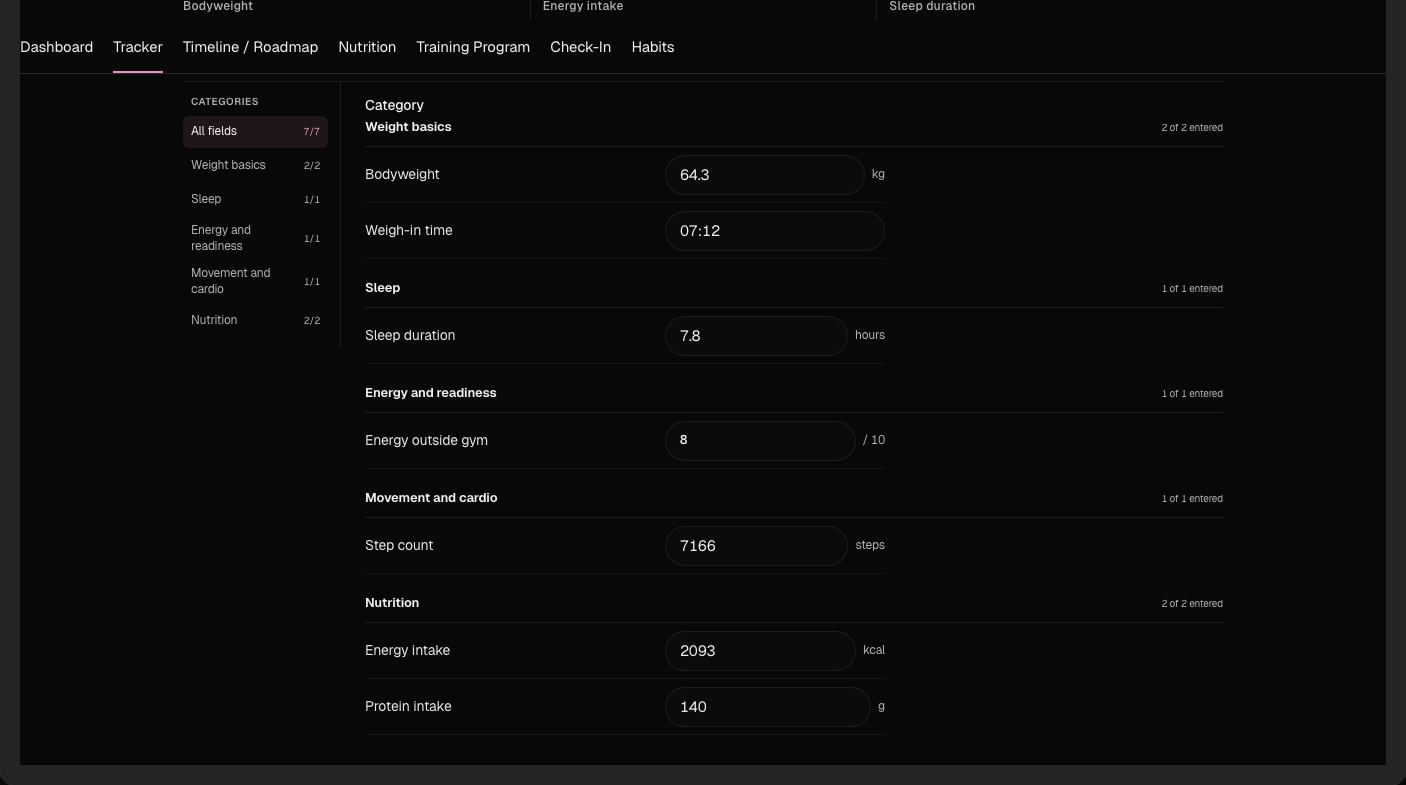 Bodyweight
Energy intake
Sleep duration
Dashboard Tracker Timeline / Roadmap Nutrition Training Program Check-In Habits
CATEGORIES
All fields 7/7
Weight basics 2/2
Sleep 1/1
Energy and
readiness 1/1
Movement and
cardio 1/1
Nutrition 2/2
Category
Weight basics 2 of 2 entered
Bodyweight 64.3 kg
Weigh-in time 07:12
Sleep 1 of 1 entered
Sleep duration 7.8 hours
Energy and readiness 1 of 1 entered
Energy outside gym 8 / 10
Movement and cardio 1 of 1 entered
Step count 7166 steps
Nutrition 2 of 2 entered
Energy intake 2093 kcal
Protein intake 140 g